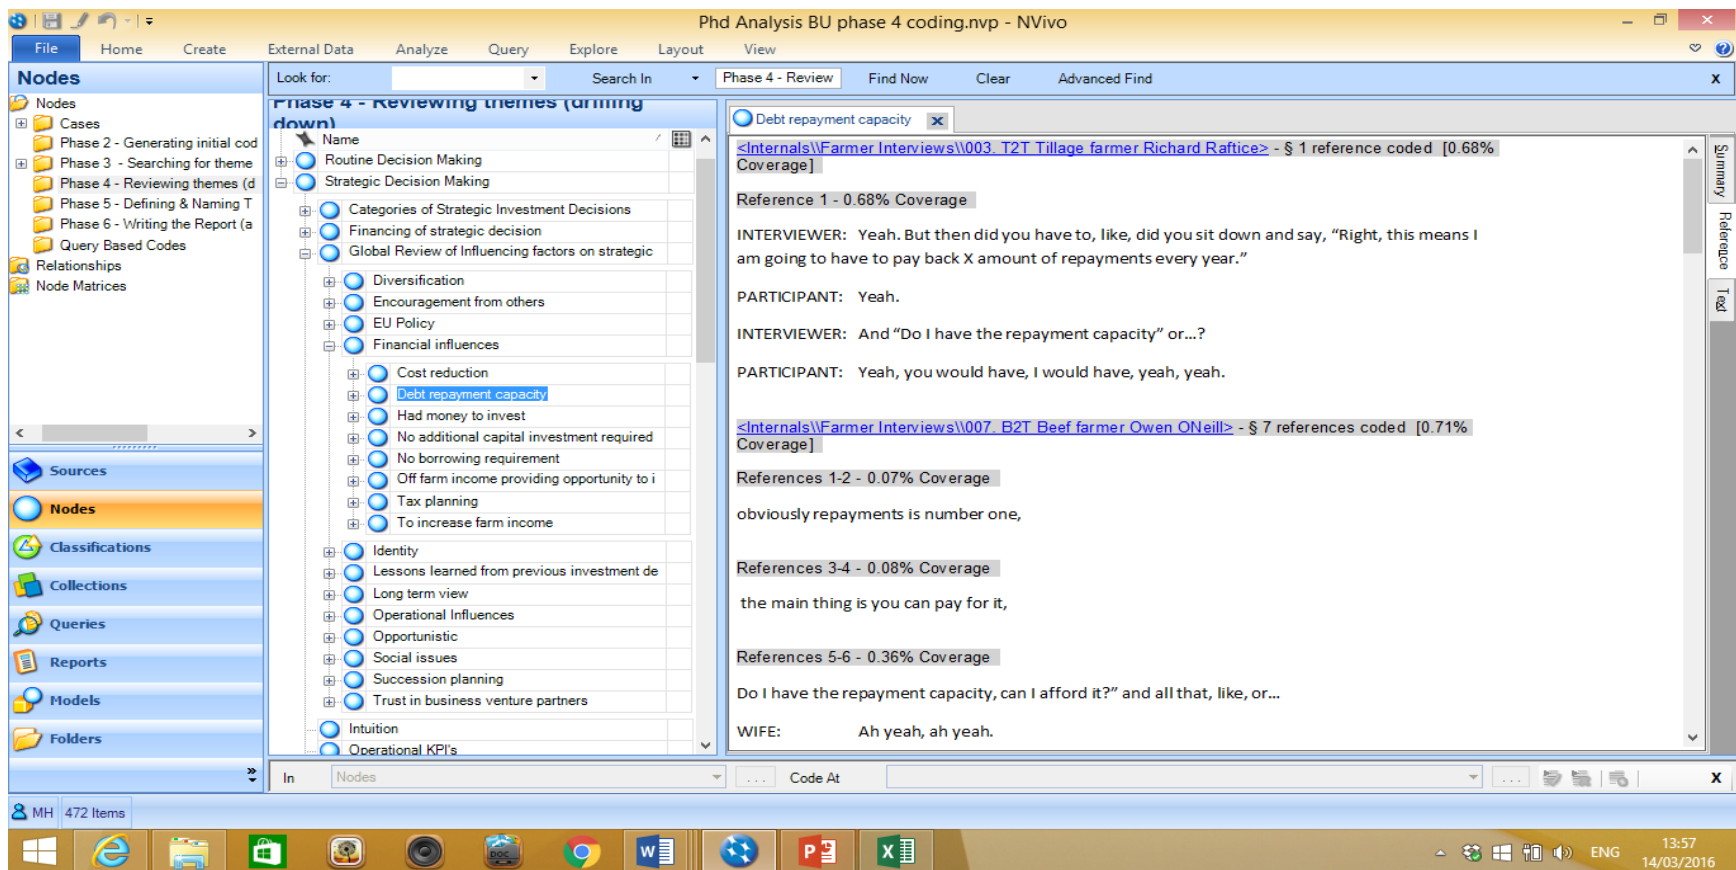 Phd Analysis BU phase 4 coding.nvp - NVivo
File Home Create External Data Analyze Query Explore Layout View
Nodes
Look for: Search In Phase 4 - Review Find Now Clear Advanced Find x
Nodes
Cases
Phase 2 - Generating initial cod
Phase 3 - Searching for theme
Phase 4 - Reviewing themes (d
Phase 5 - Defining & Naming T
Phase 6 - Writing the Report (a
Query Based Codes
Relationships
Node Matrices
Sources
Nodes
Classifications
Collections
Queries
Reports
Models
Folders
Phase 4 - Reviewing themes (drilling
down)
Name
Routine Decision Making
Strategic Decision Making
Categories of Strategic Investment Decisions
Financing of strategic decision
Global Review of Influencing factors on strategic
Diversification
Encouragement from others
EU Policy
Financial influences
Cost reduction
Debt repayment capacity
Had money to invest
No additional capital investment required
No borrowing requirement
Off farm income providing opportunity to i
Tax planning
To increase farm income
Identity
Lessons learned from previous investment de
Long term view
Operational Influences
Opportunistic
Social issues
Succession planning
Trust in business venture partners
Intuition
Operational KPI's
Debt repayment capacity x
<Internals\\Farmer Interviews\\003. T2T Tillage farmer Richard Raftice> - § 1 reference coded [0.68%
Coverage]
Reference 1 - 0.68% Coverage
INTERVIEWER: Yeah. But then did you have to, like, did you sit down and say, “Right, this means I
am going to have to pay back X amount of repayments every year.”
PARTICIPANT: Yeah.
INTERVIEWER: And “Do I have the repayment capacity” or…?
PARTICIPANT: Yeah, you would have, I would have, yeah, yeah.
<Internals\\Farmer Interviews\\007. B2T Beef farmer Owen ONeill> - § 7 references coded [0.71%
Coverage]
References 1-2 - 0.07% Coverage
obviously repayments is number one,
References 3-4 - 0.08% Coverage
the main thing is you can pay for it,
References 5-6 - 0.36% Coverage
Do I have the repayment capacity, can I afford it?” and all that, like, or…
WIFE: Ah yeah, ah yeah.
Summary
Reference
Text
In Nodes ... Code At ... x
MH 472 Items
DOC
ENG
13:57
14/03/2016